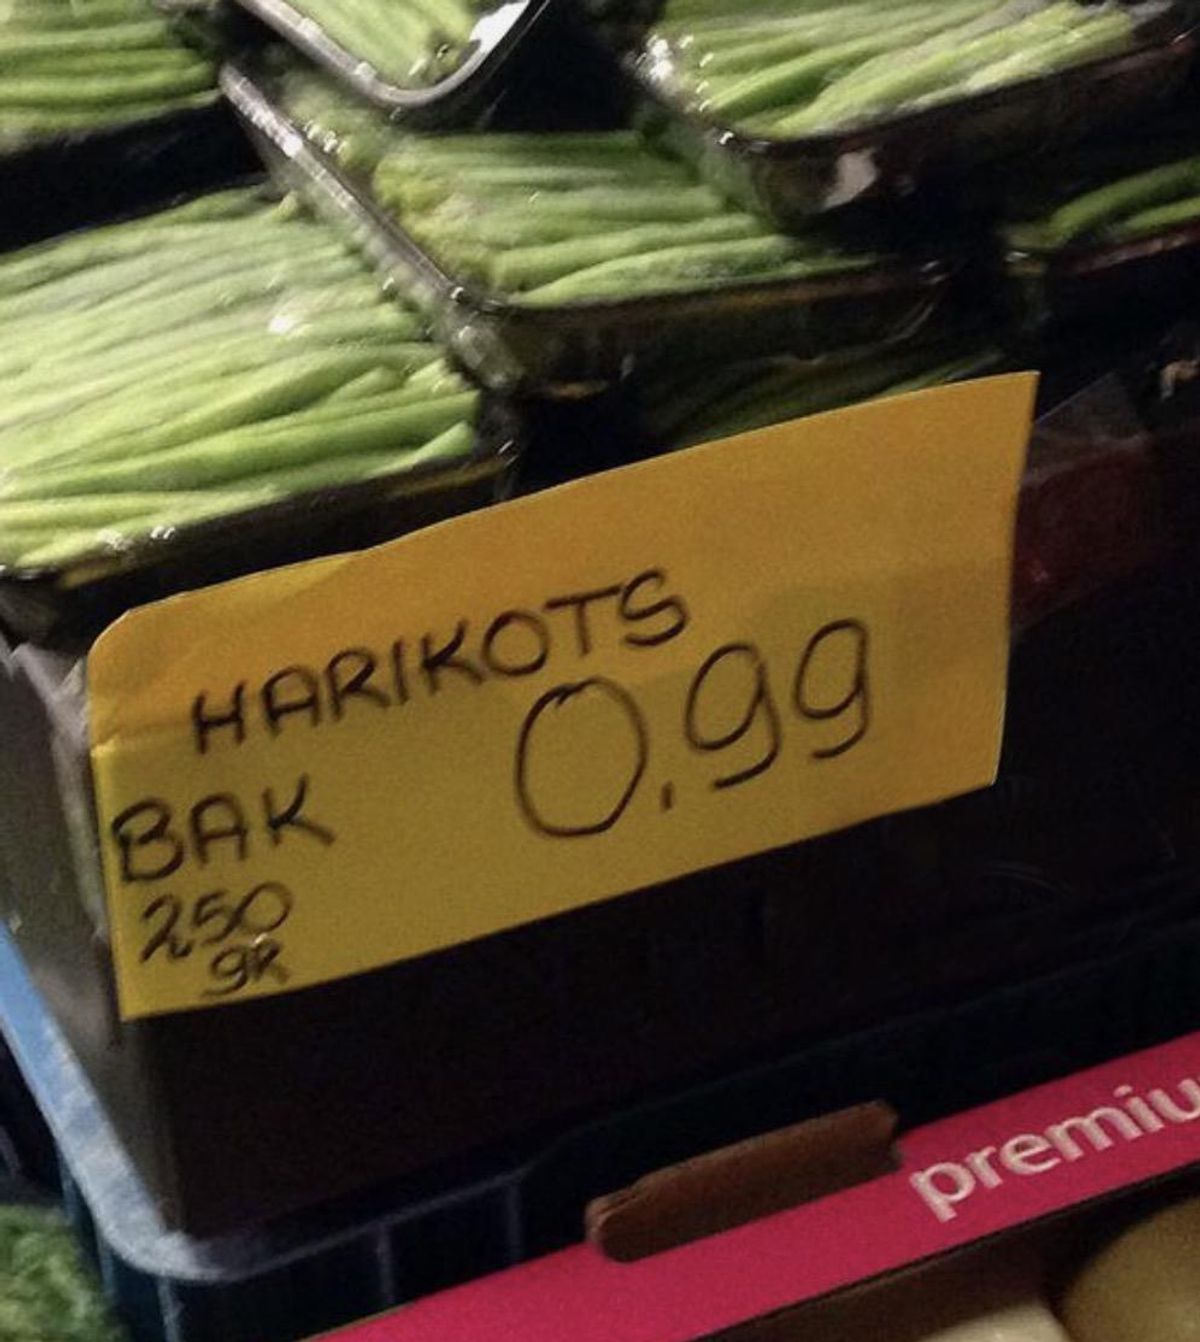 HARIKOTS
BAK 0.99
250
gr
premiu